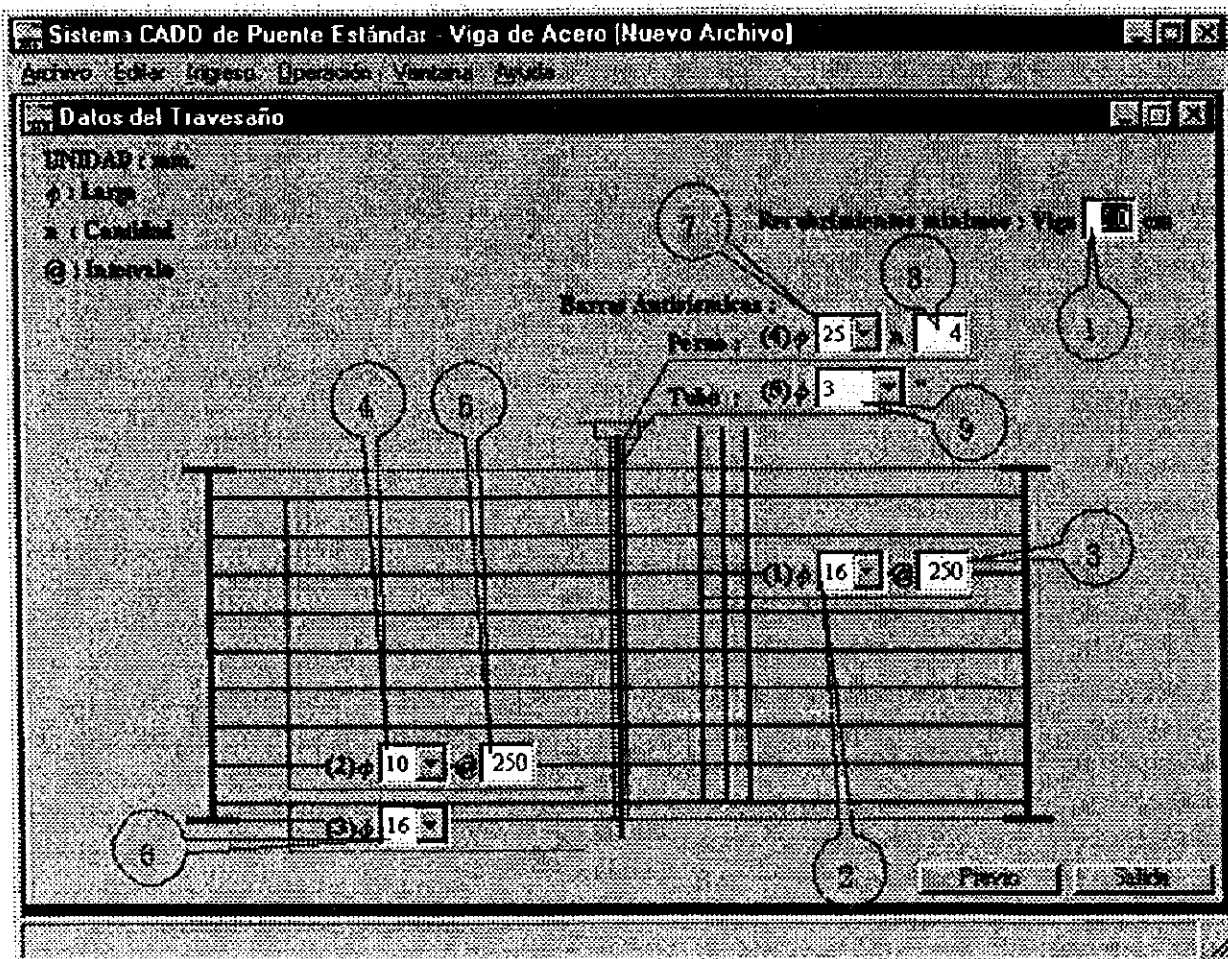 Sistema CADD de Puente Estándar - Viga de Acero [Nuevo Archivo]
Archivo Editar Ingreso Operación Ventana Ayuda
Datos del Travesaño
UNIDAD : mm.
ϕ : Largo
n : Cantidad
@ : Intervalo
7
Recubrimientos mínimos : Viga cm
8
1
Barras Antisísmicas :
Perno : (4)ϕ 25 n 4
Tubo : (5)ϕ 3 "
4
5
9
(1)ϕ 16 @ 250
3
(2)ϕ 10 @ 250
(3)ϕ 16
6
2
Previo Salida